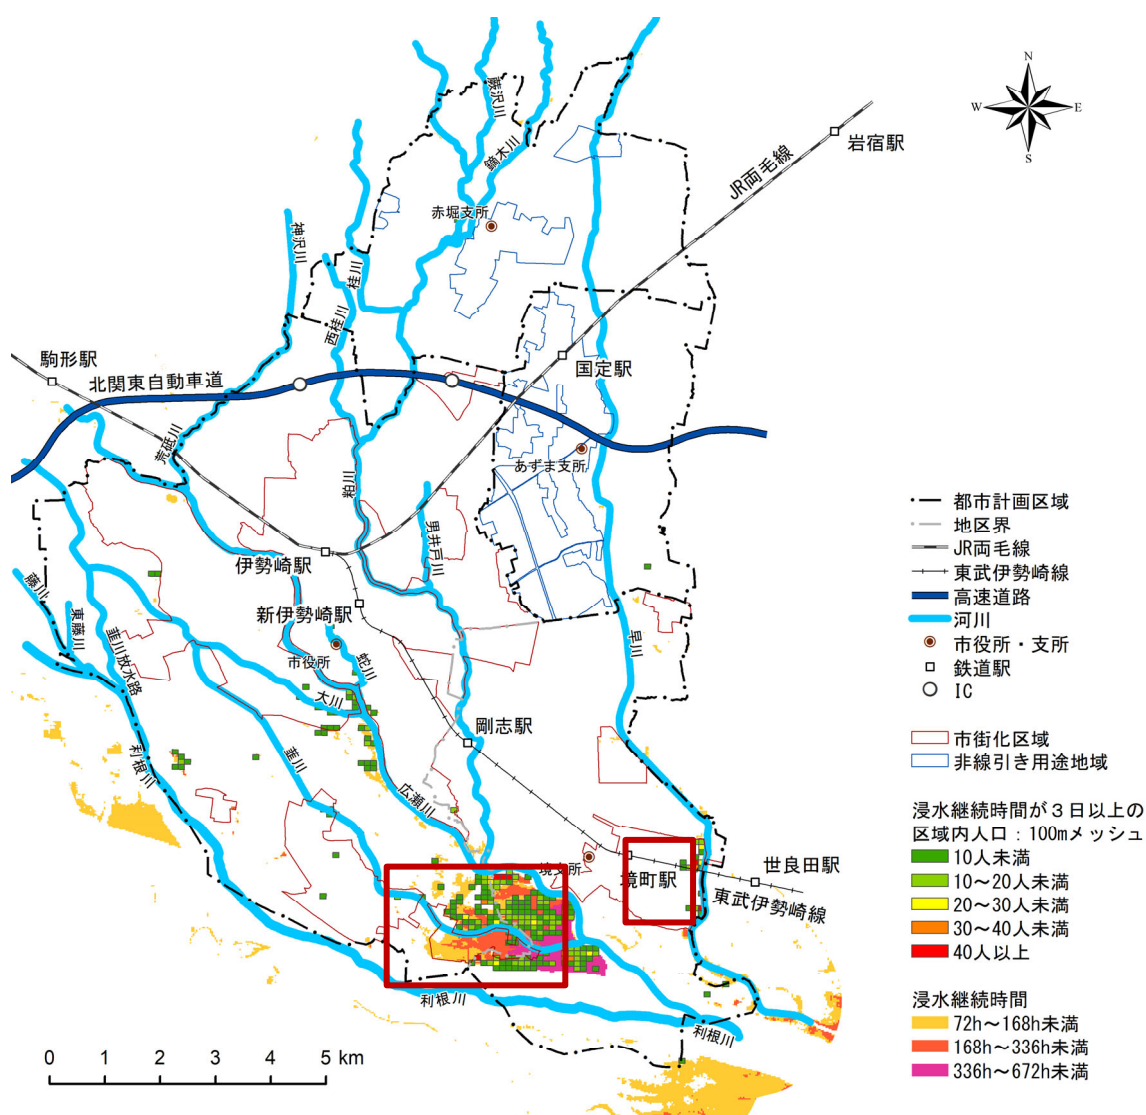 N
W
E
S
蕨沢川
鏑木川
岩宿駅
JR両毛線
赤堀支所
神沢川
桂川
西桂川
駒形駅
北関東自動車道
国定駅
荒砥川
あずま支所
粕川
男井戸川
伊勢崎駅
藤川
東藤川
新伊勢崎駅
韮川放水路
市役所
蛇川
早川
大川
利根川
剛志駅
韮川
広瀬川
境支所
境町駅
世良田駅
東武伊勢崎線
利根川
利根川
0 1 2 3 4 5 km
都市計画区域
地区界
JR両毛線
東武伊勢崎線
高速道路
河川
市役所・支所
鉄道駅
IC
市街化区域
非線引き用途地域
浸水継続時間が3日以上の
区域内人口:100mメッシュ
10人未満
10~20人未満
20~30人未満
30~40人未満
40人以上
浸水継続時間
72h~168h未満
168h~336h未満
336h~672h未満